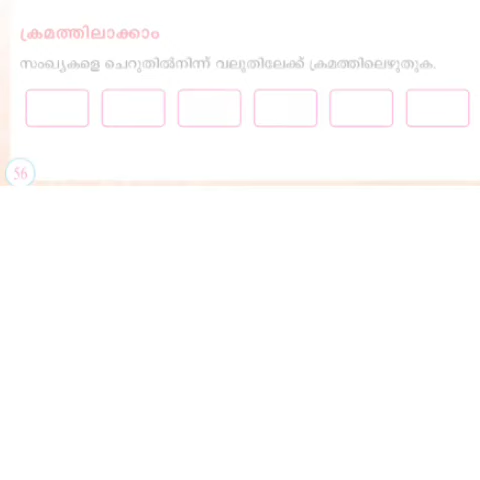 ക്രമത്തിലാക്കാം
സംഖ്യകളെ ചെറുതിൽനിന്ന് വലുതിലേക്ക് ക്രമത്തിലെഴുതുക.
56